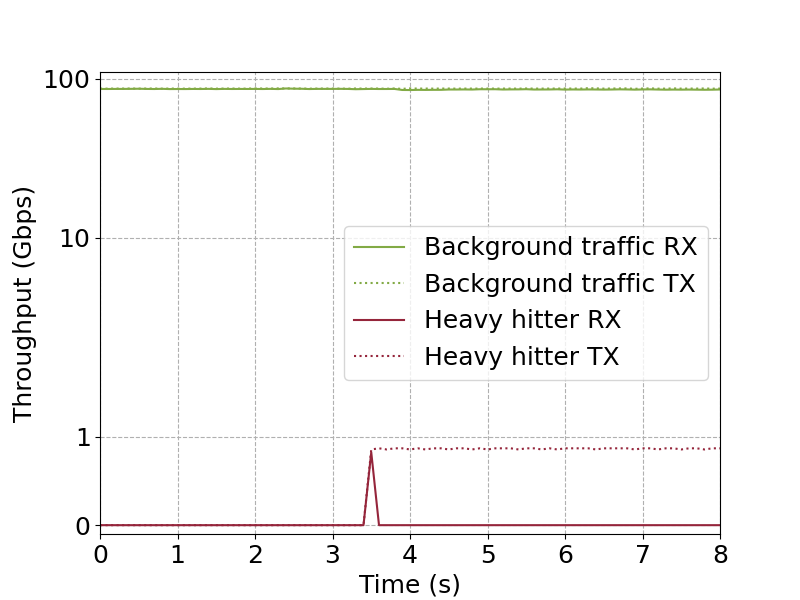 100
10
1
0
Throughput (Gbps)
Background traffic RX
Background traffic TX
Heavy hitter RX
Heavy hitter TX
0 1 2 3 4 5 6 7 8
Time (s)